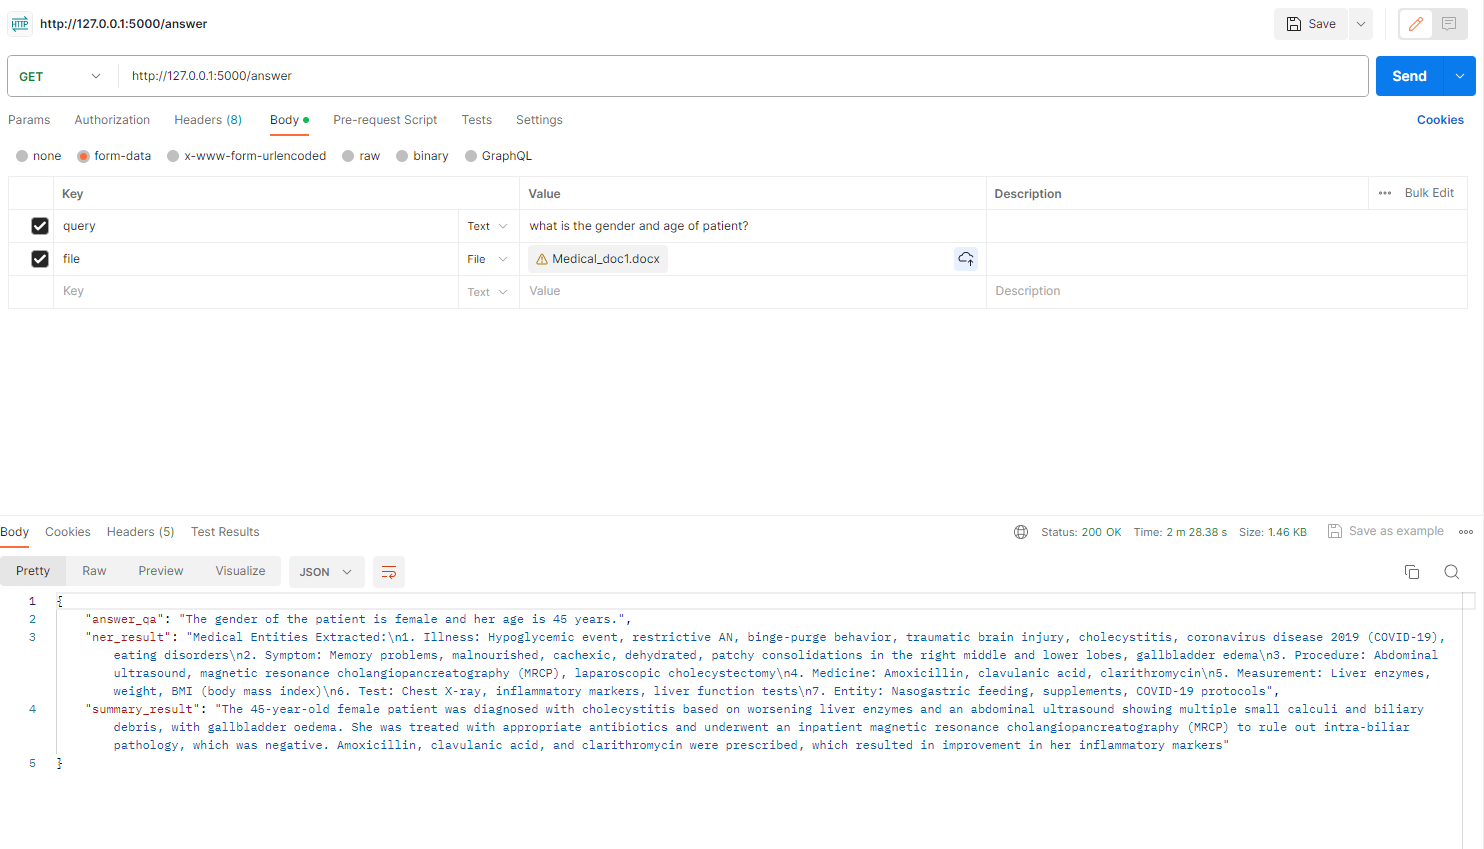 HTTP http://127.0.0.1:5000/answer Save
GET http://127.0.0.1:5000/answer Send
Params Authorization Headers (8) Body Pre-request Script Tests Settings Cookies
none form-data x-www-form-urlencoded raw binary GraphQL
Key Value Description Bulk Edit
query Text what is the gender and age of patient?
file File Medical_doc1.docx
Key Text Value Description
Body Cookies Headers (5) Test Results Status: 200 OK Time: 2 m 28.38 s Size: 1.46 KB Save as example
Pretty Raw Preview Visualize JSON
1 {
2 "answer_qa": "The gender of the patient is female and her age is 45 years.",
3 "ner_result": "Medical Entities Extracted:\n1. Illness: Hypoglycemic event, restrictive AN, binge-purge behavior, traumatic brain injury, cholecystitis, coronavirus disease 2019 (COVID-19),
eating disorders\n2. Symptom: Memory problems, malnourished, cachexic, dehydrated, patchy consolidations in the right middle and lower lobes, gallbladder edema\n3. Procedure: Abdominal
ultrasound, magnetic resonance cholangiopancreatography (MRCP), laparoscopic cholecystectomy\n4. Medicine: Amoxicillin, clavulanic acid, clarithromycin\n5. Measurement: Liver enzymes,
weight, BMI (body mass index)\n6. Test: Chest X-ray, inflammatory markers, liver function tests\n7. Entity: Nasogastric feeding, supplements, COVID-19 protocols",
4 "summary_result": "The 45-year-old female patient was diagnosed with cholecystitis based on worsening liver enzymes and an abdominal ultrasound showing multiple small calculi and biliary
debris, with gallbladder oedema. She was treated with appropriate antibiotics and underwent an inpatient magnetic resonance cholangiopancreatography (MRCP) to rule out intra-biliar
pathology, which was negative. Amoxicillin, clavulanic acid, and clarithromycin were prescribed, which resulted in improvement in her inflammatory markers"
5 }